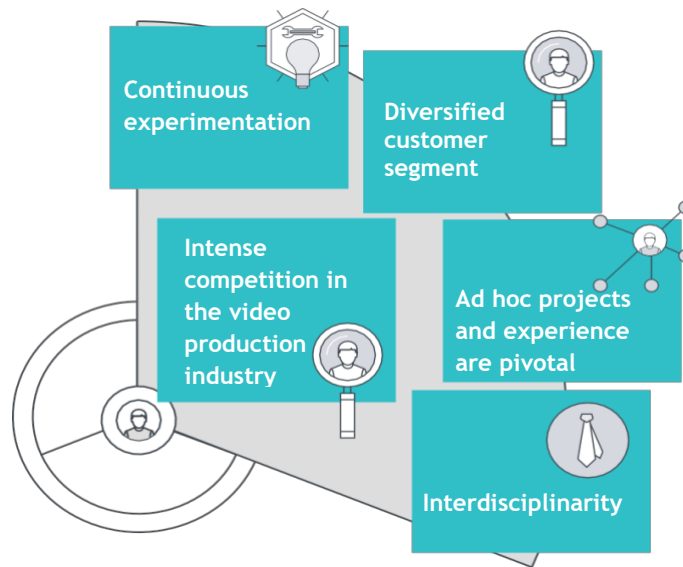 Continuous
experimentation
Diversified
customer
segment
Intense
competition in
the video
production
industry
Ad hoc projects
and experience
are pivotal
Interdisciplinarity